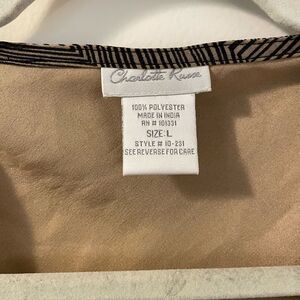 Charlotte Russe
100% POLYESTER
MADE IN INDIA
RN # 101331
SIZE: L
STYLE # 10-231
SEE REVERSE FOR CARE